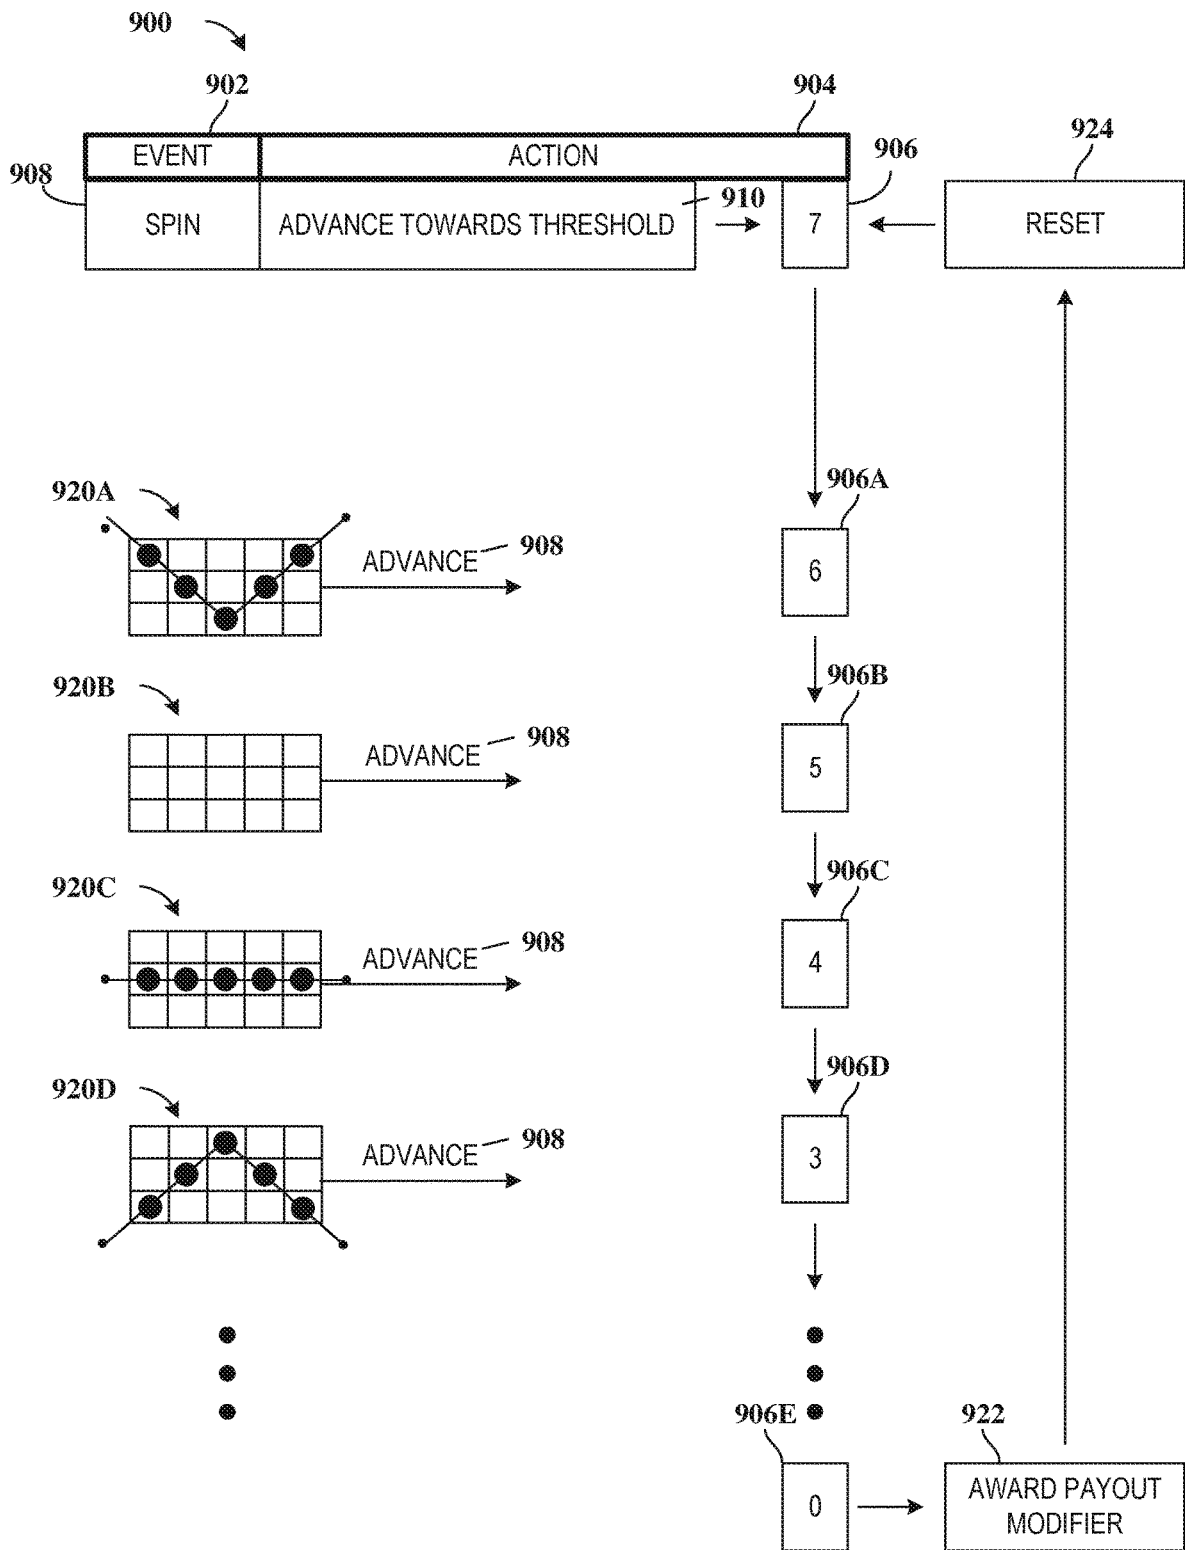 900
902
904
924
EVENT
ACTION
906
908
910
SPIN
ADVANCE TOWARDS THRESHOLD
7
RESET
906A
920A
ADVANCE
908
6
906B
920B
ADVANCE
908
5
906C
920C
ADVANCE
908
4
906D
920D
ADVANCE
908
3
906E
922
0
AWARD PAYOUT
MODIFIER